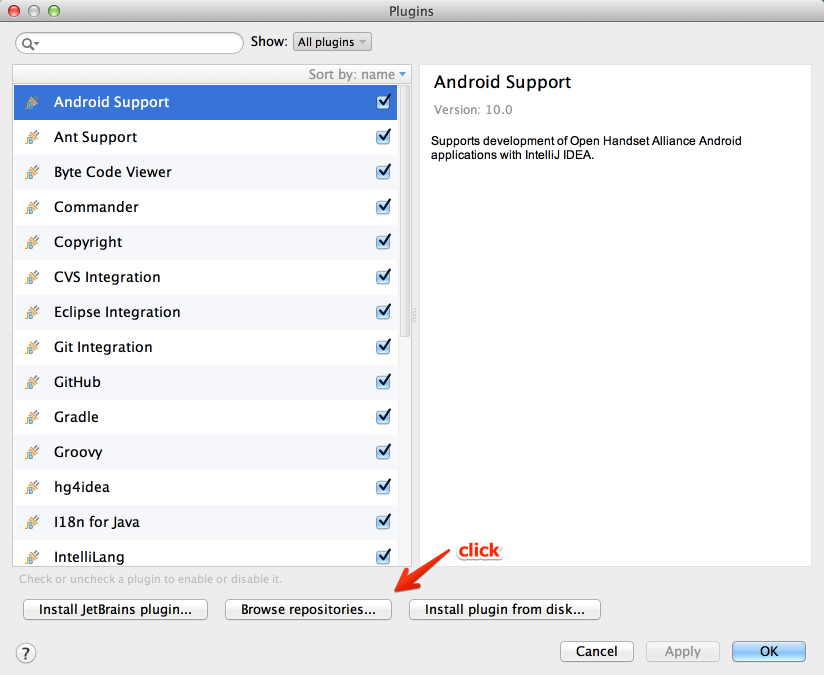 Plugins
Show: All plugins
Sort by: name
Android Support
Ant Support
Byte Code Viewer
Commander
Copyright
CVS Integration
Eclipse Integration
Git Integration
GitHub
Gradle
Groovy
hg4idea
I18n for Java
IntelliLang
Android Support
Version: 10.0
Supports development of Open Handset Alliance Android
applications with IntelliJ IDEA.
click
Check or uncheck a plugin to enable or disable it.
Install JetBrains plugin... Browse repositories... Install plugin from disk...
? Cancel Apply OK